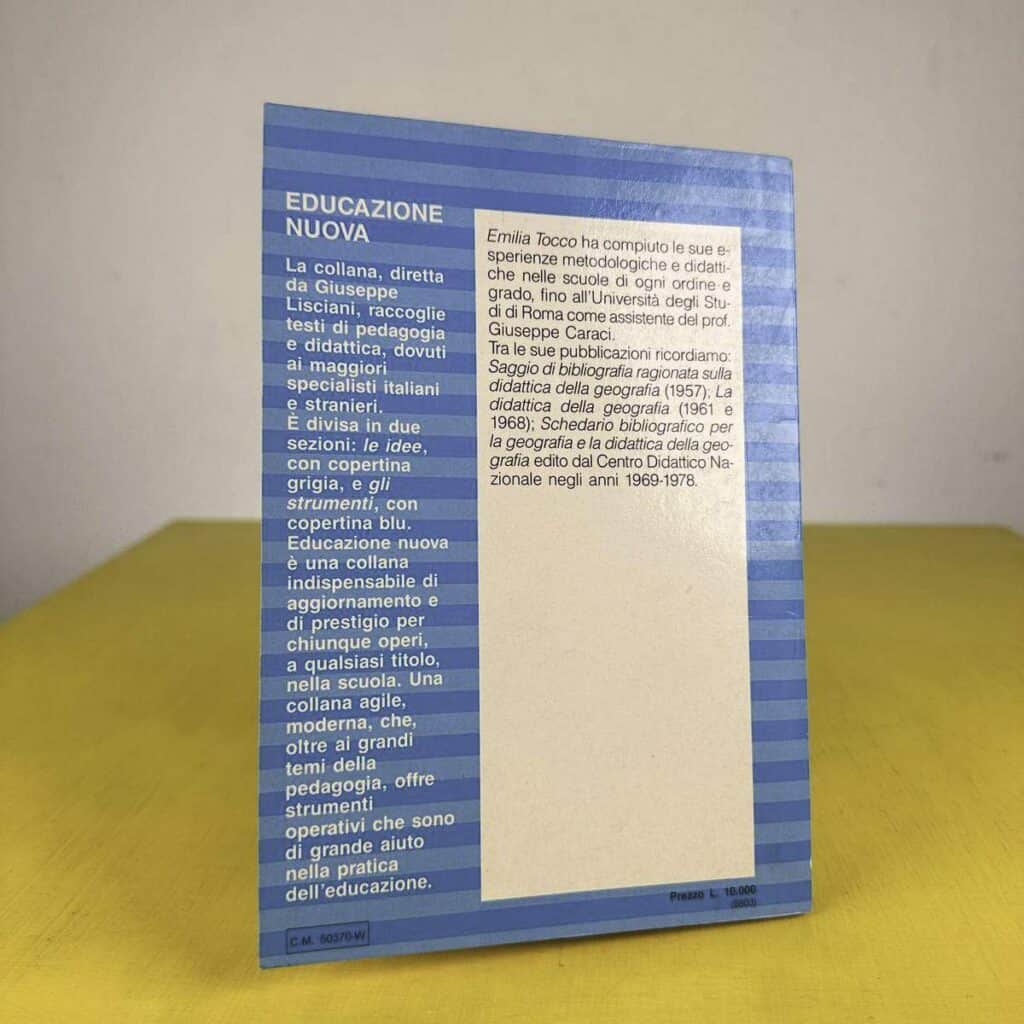 EDUCAZIONE
NUOVA
La collana, diretta
da Giuseppe
Lisciani, raccoglie
testi di pedagogia
e didattica, dovuti
ai maggiori
specialisti italiani
e stranieri.
È divisa in due
sezioni: le idee,
con copertina
grigia, e gli
strumenti, con
copertina blu.
Educazione nuova
è una collana
indispensabile di
aggiornamento e
di prestigio per
chiunque operi,
a qualsiasi titolo,
nella scuola. Una
collana agile,
moderna, che,
oltre ai grandi
temi della
pedagogia, offre
strumenti
operativi che sono
di grande aiuto
nella pratica
dell'educazione.
C.M. 50370-W
Emilia Tocco ha compiuto le sue e-
sperienze metodologiche e didatti-
che nelle scuole di ogni ordine e
grado, fino all'Università degli Stu-
di di Roma come assistente del prof.
Giuseppe Caraci.
Tra le sue pubblicazioni ricordiamo:
Saggio di bibliografia ragionata sulla
didattica della geografia (1957); La
didattica della geografia (1961 e
1968); Schedario bibliografico per
la geografia e la didattica della geo-
grafia edito dal Centro Didattico Na-
zionale negli anni 1969-1978.
Prezzo L. 10.000